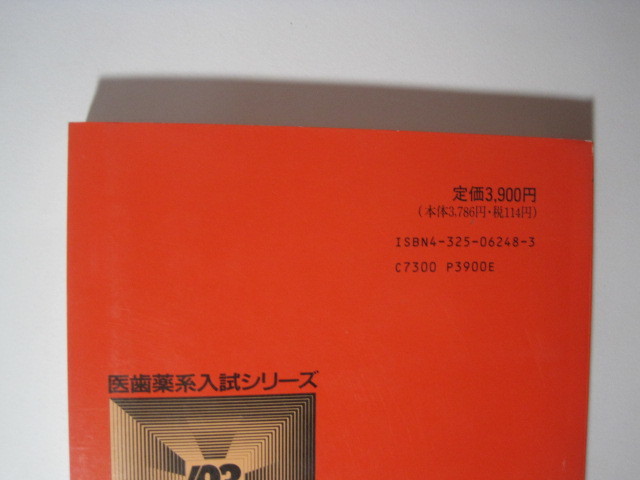 定価3,900円
(本体3,786円・税114円)
ISBN4-325-06248-3
C7300 P3900E
医歯薬系入試シリーズ
'93